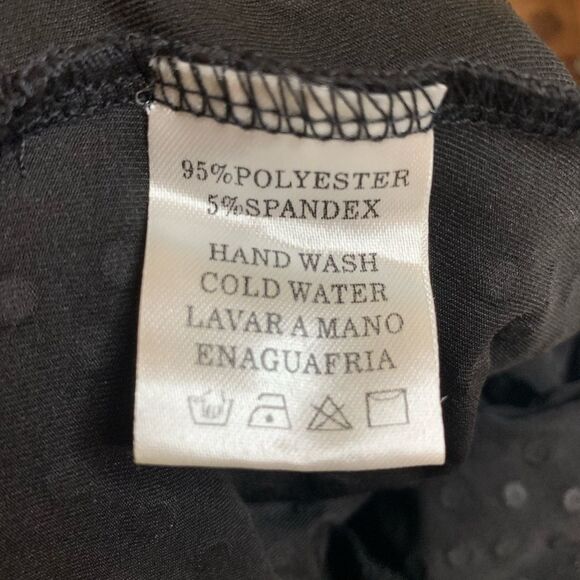 95%POLYESTER
5%SPANDEX
HAND WASH
COLD WATER
LAVAR A MANO
ENAGUAFRIA